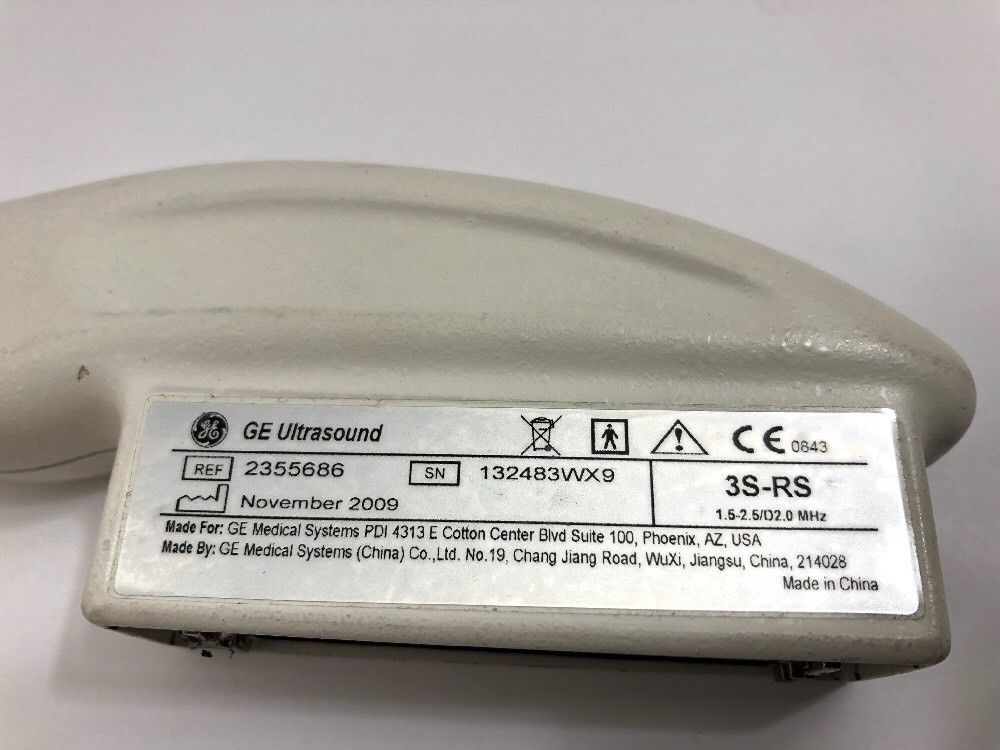 GE Ultrasound CE 0843
REF 2355686 SN 132483WX9
3S-RS
November 2009
1.5-2.5/D2.0 MHz
Made For: GE Medical Systems PDI 4313 E Cotton Center Blvd Suite 100, Phoenix, AZ, USA
Made By: GE Medical Systems (China) Co.,Ltd. No.19, Chang Jiang Road, WuXi, Jiangsu, China, 214028
Made in China